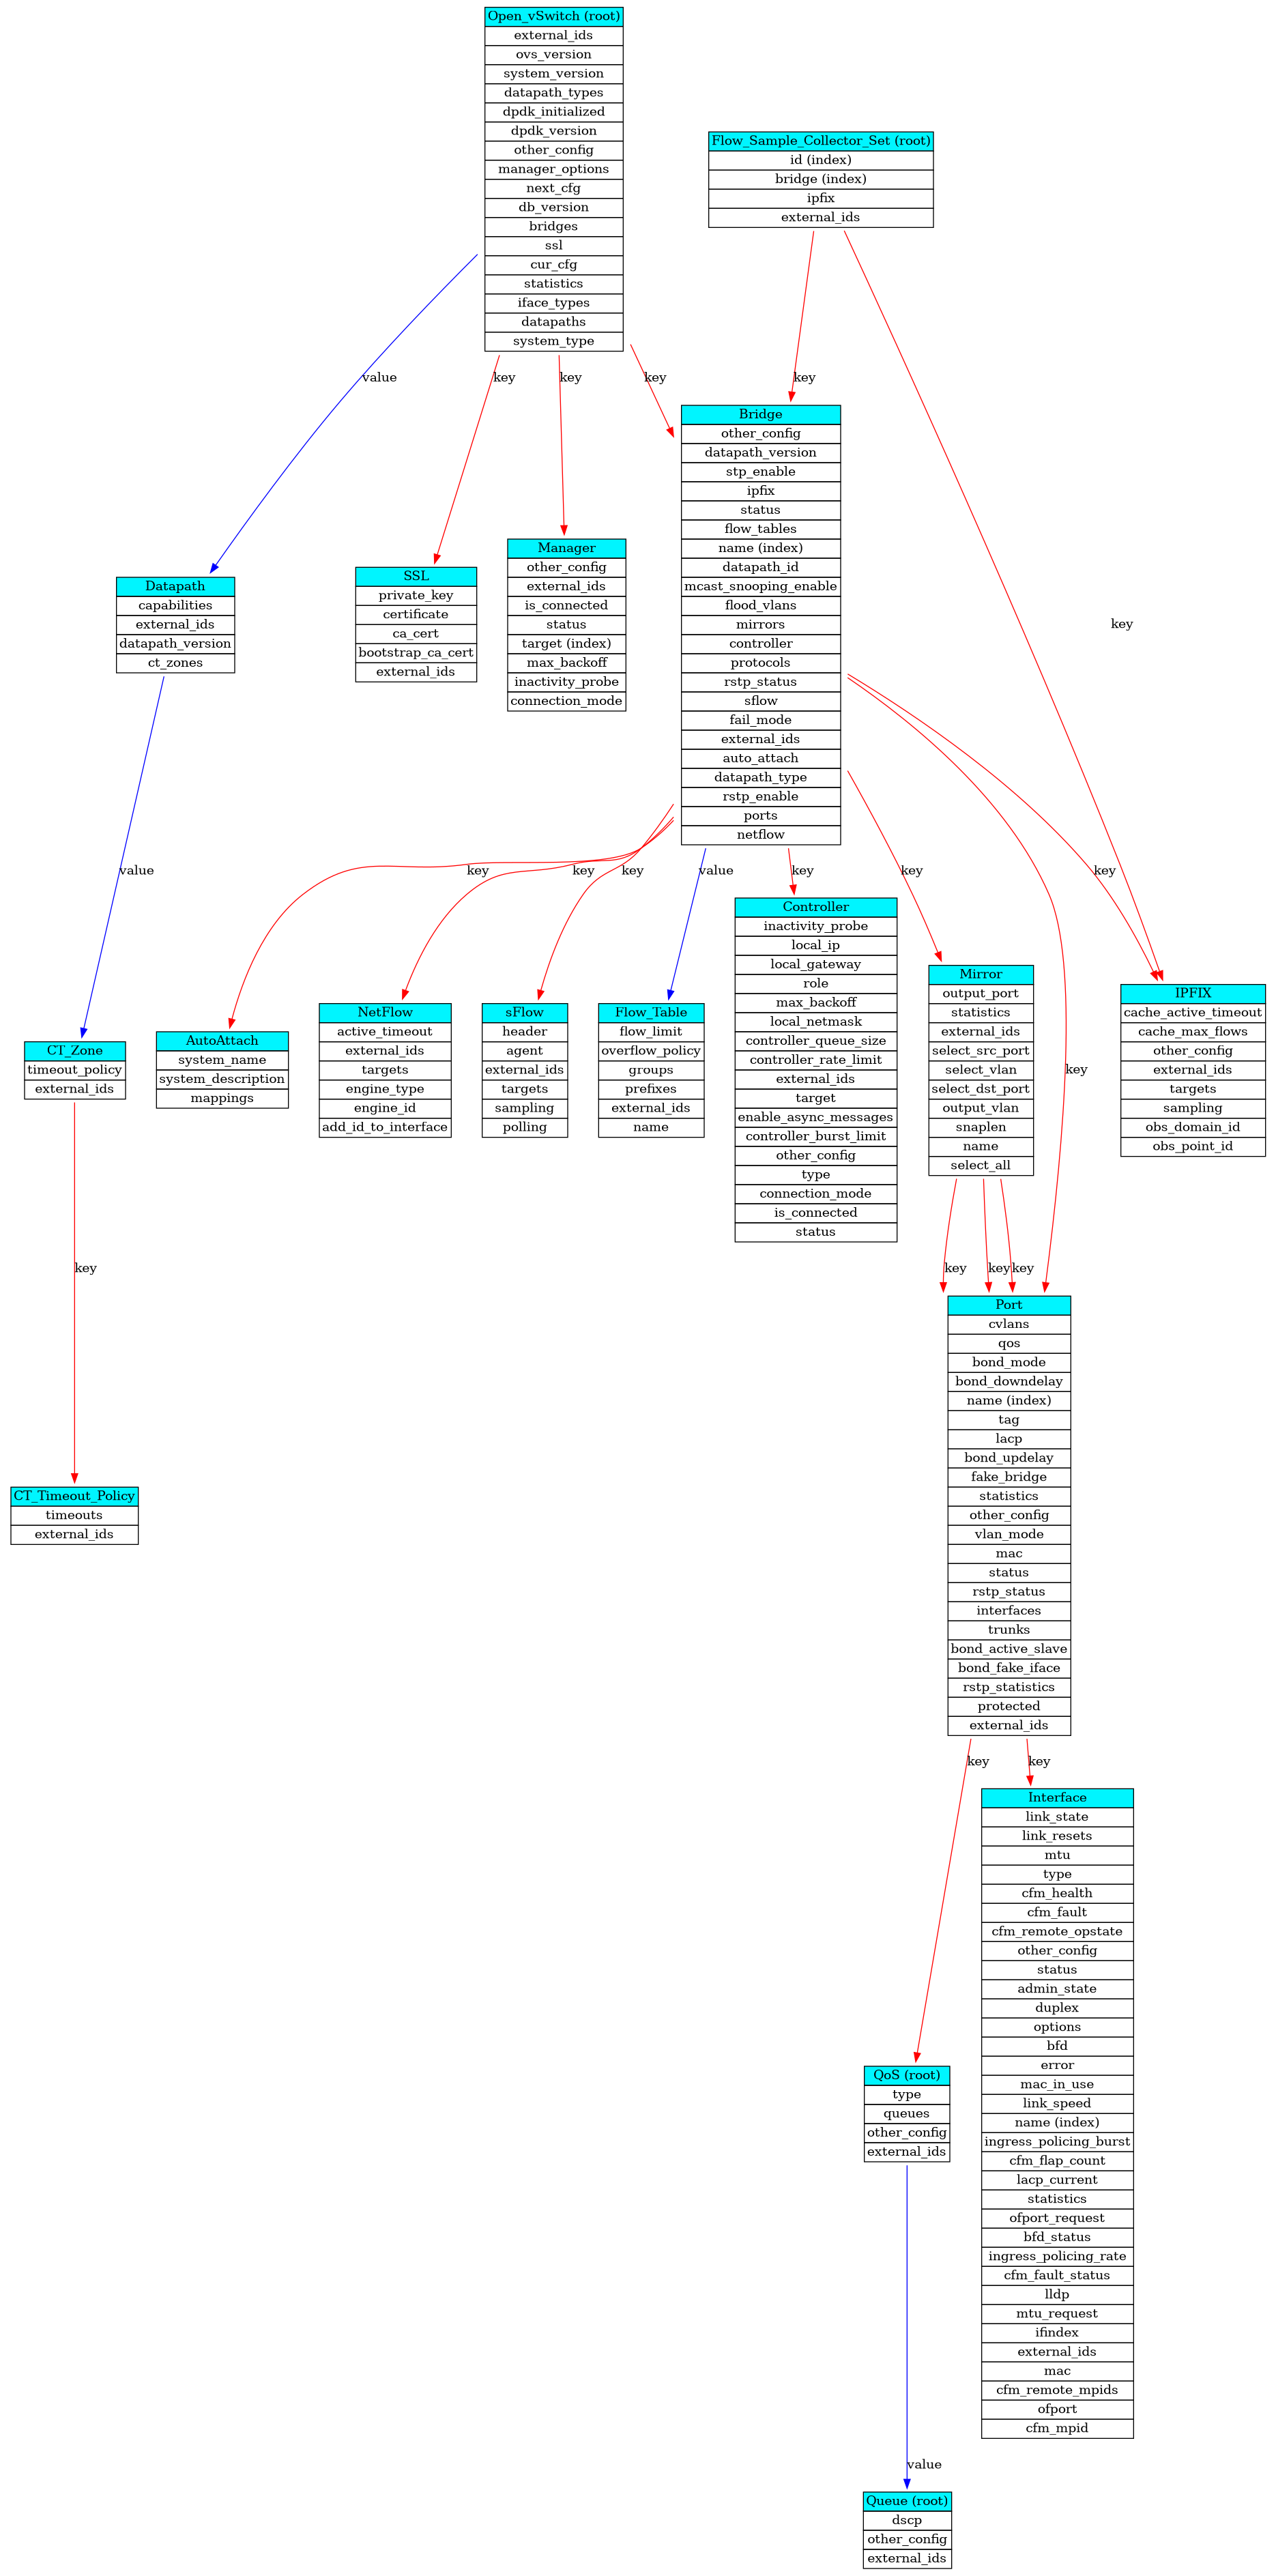 Open_vSwitch (root)
external_ids
ovs_version
system_version
datapath_types
dpdk_initialized
dpdk_version
other_config
manager_options
next_cfg
db_version
bridges
ssl
cur_cfg
statistics
iface_types
datapaths
system_type
Flow_Sample_Collector_Set (root)
id (index)
bridge (index)
ipfix
external_ids
value
key
key
key
key
Bridge
other_config
datapath_version
stp_enable
ipfix
status
flow_tables
name (index)
datapath_id
mcast_snooping_enable
flood_vlans
mirrors
controller
protocols
rstp_status
sflow
fail_mode
external_ids
auto_attach
datapath_type
rstp_enable
ports
netflow
Datapath
capabilities
external_ids
datapath_version
ct_zones
SSL
private_key
certificate
ca_cert
bootstrap_ca_cert
external_ids
Manager
other_config
external_ids
is_connected
status
target (index)
max_backoff
inactivity_probe
connection_mode
key
value
key
key
key
value
key
key
key
CT_Zone
timeout_policy
external_ids
AutoAttach
system_name
system_description
mappings
NetFlow
active_timeout
external_ids
targets
engine_type
engine_id
add_id_to_interface
sFlow
header
agent
external_ids
targets
sampling
polling
Flow_Table
flow_limit
overflow_policy
groups
prefixes
external_ids
name
Controller
inactivity_probe
local_ip
local_gateway
role
max_backoff
local_netmask
controller_queue_size
controller_rate_limit
external_ids
target
enable_async_messages
controller_burst_limit
other_config
type
connection_mode
is_connected
status
Mirror
output_port
statistics
external_ids
select_src_port
select_vlan
select_dst_port
output_vlan
snaplen
name
select_all
key
IPFIX
cache_active_timeout
cache_max_flows
other_config
external_ids
targets
sampling
obs_domain_id
obs_point_id
key
key
key
key
CT_Timeout_Policy
timeouts
external_ids
Port
cvlans
qos
bond_mode
bond_downdelay
name (index)
tag
lacp
bond_updelay
fake_bridge
statistics
other_config
vlan_mode
mac
status
rstp_status
interfaces
trunks
bond_active_slave
bond_fake_iface
rstp_statistics
protected
external_ids
key
key
QoS (root)
type
queues
other_config
external_ids
Interface
link_state
link_resets
mtu
type
cfm_health
cfm_fault
cfm_remote_opstate
other_config
status
admin_state
duplex
options
bfd
error
mac_in_use
link_speed
name (index)
ingress_policing_burst
cfm_flap_count
lacp_current
statistics
ofport_request
bfd_status
ingress_policing_rate
cfm_fault_status
lldp
mtu_request
ifindex
external_ids
mac
cfm_remote_mpids
ofport
cfm_mpid
value
Queue (root)
dscp
other_config
external_ids